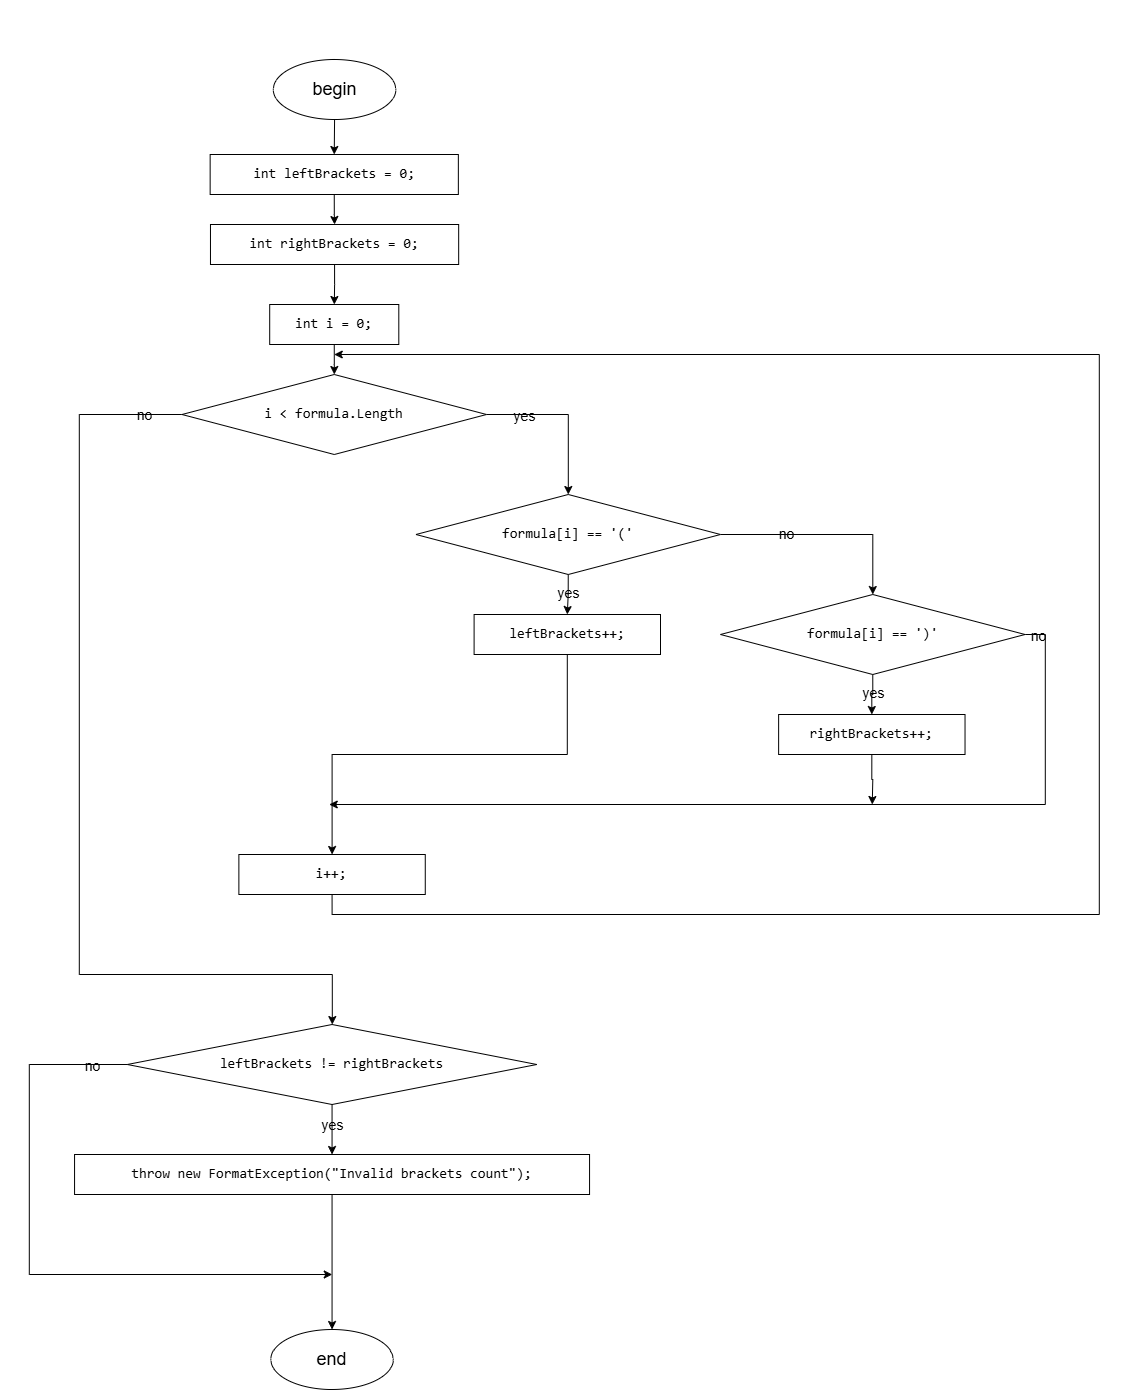 begin
int leftBrackets = 0;
int rightBrackets = 0;
int i = 0;
i < formula.Length
no
yes
formula[i] == '('
no
yes
leftBrackets++;
formula[i] == ')'
no
yes
rightBrackets++;
i++;
leftBrackets != rightBrackets
no
yes
throw new FormatException("Invalid brackets count");
end